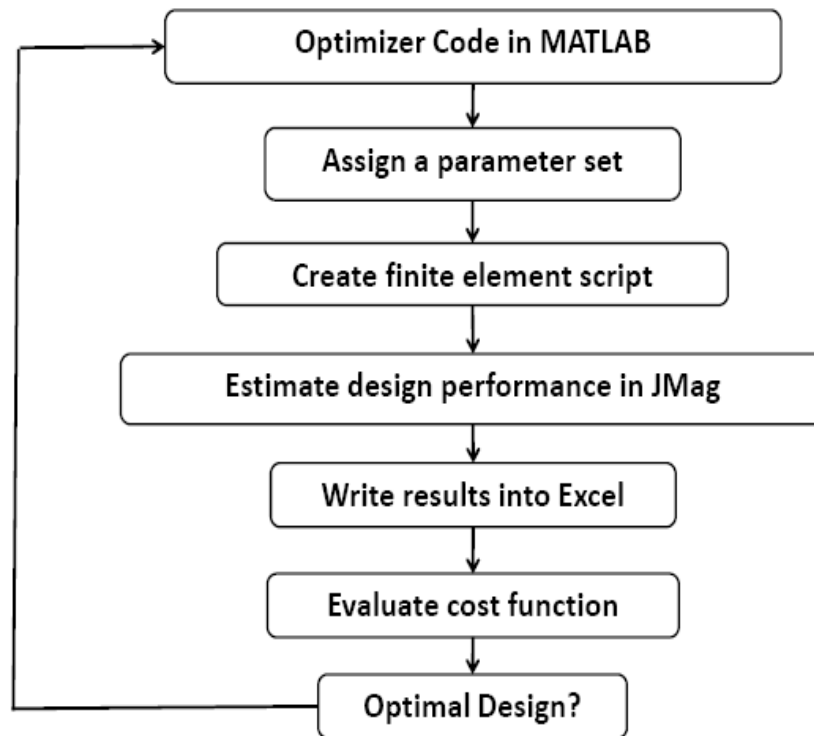 Optimizer Code in MATLAB
Assign a parameter set
Create finite element script
Estimate design performance in JMag
Write results into Excel
Evaluate cost function
Optimal Design?